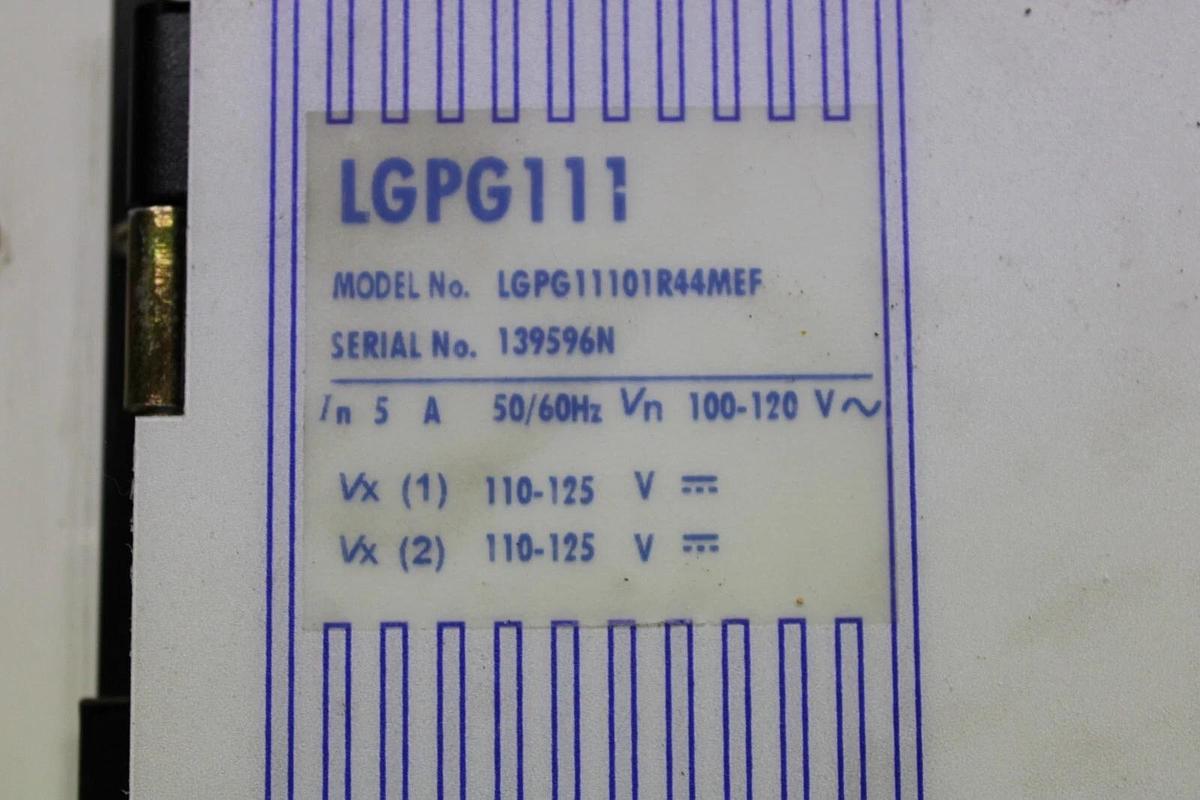 LGPG111
MODEL No. LGPG11101R44MEF
SERIAL No. 139596N
In 5 A 50/60Hz Vn 100-120 V~
Vx (1) 110-125 V ⎓
Vx (2) 110-125 V ⎓